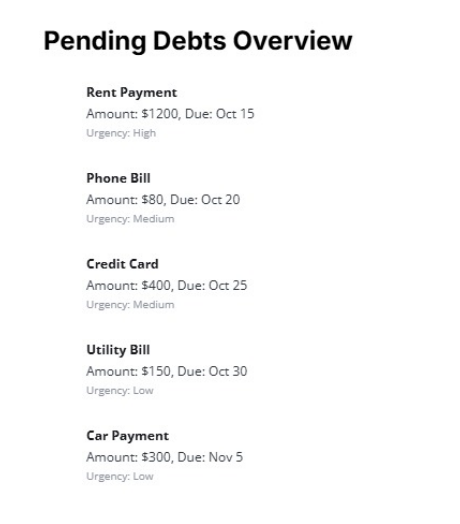 Pending Debts Overview
Rent Payment
Amount: $1200, Due: Oct 15
Urgency: High
Phone Bill
Amount: $80, Due: Oct 20
Urgency: Medium
Credit Card
Amount: $400, Due: Oct 25
Urgency: Medium
Utility Bill
Amount: $150, Due: Oct 30
Urgency: Low
Car Payment
Amount: $300, Due: Nov 5
Urgency: Low